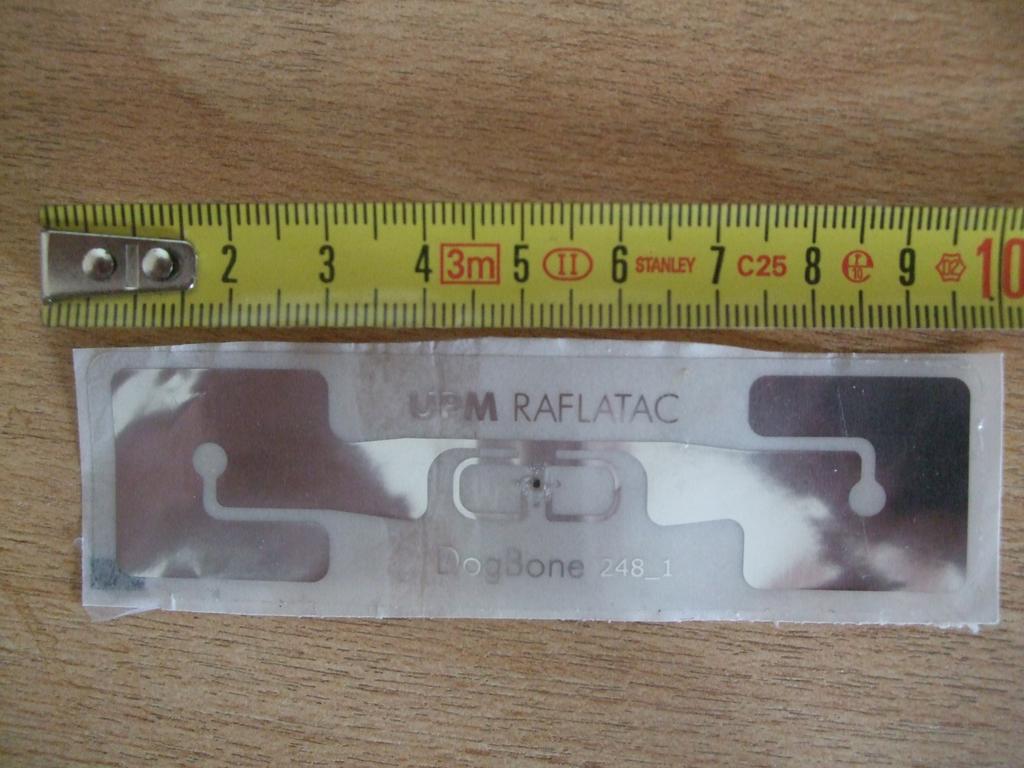 2 3 4 3m 5 II 6 STANLEY 7 C25 8 9 10
UPM RAFLATAC
DogBone 248_1